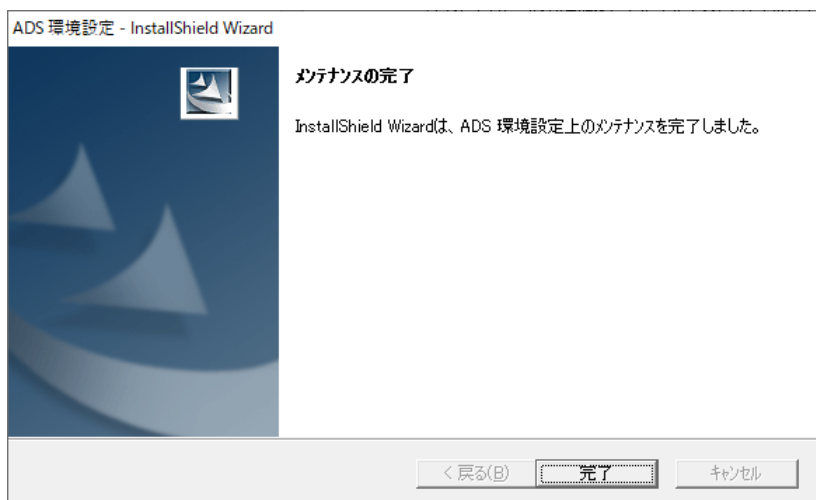 ADS 環境設定 - InstallShield Wizard
ﾒﾝﾃﾅﾝｽの完了
InstallShield Wizardは、ADS 環境設定上のﾒﾝﾃﾅﾝｽを完了しました。
< 戻る(B)
完了
ｷｬﾝｾﾙ